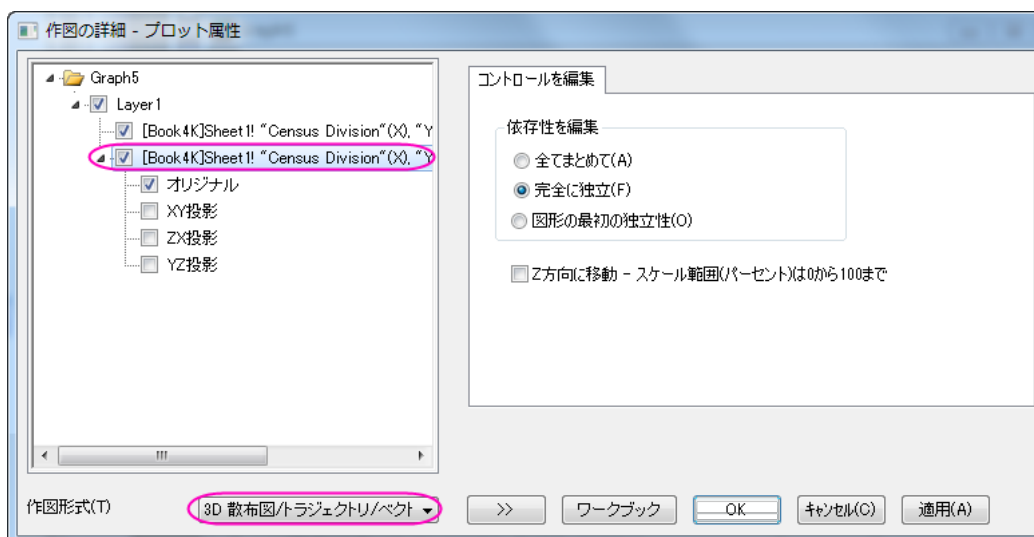 作図の詳細 - プロット属性
Graph5
Layer1
[Book4K]Sheet1! "Census Division"(X), "Y
[Book4K]Sheet1! "Census Division"(X), "Y
オリジナル
XY投影
ZX投影
YZ投影
コントロールを編集
依存性を編集
全てまとめて(A)
完全に独立(F)
図形の最初の独立性(O)
Z方向に移動 - スケール範囲(パーセント)は0から100まで
作図形式(T)
3D 散布図/トラジェクトリ/ベクト
>>
ワークブック
OK
キャンセル(C)
適用(A)